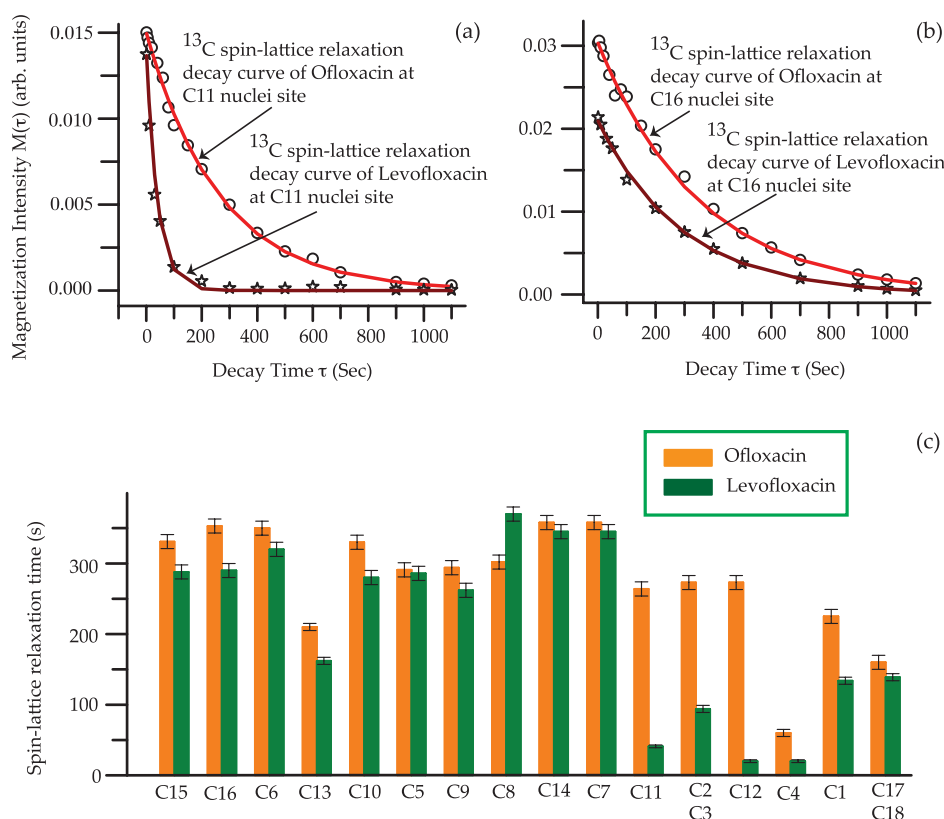 (a)
Magnetization Intensity M(τ) (arb. units)
0.015
0.010
0.005
0.000
13C spin-lattice relaxation
decay curve of Ofloxacin at
C11 nuclei site
13C spin-lattice relaxation
decay curve of Levofloxacin
at C11 nuclei site
0 200 400 600 800 1000
Decay Time τ (Sec)
(b)
0.03
0.02
0.01
0.00
13C spin-lattice relaxation
decay curve of Ofloxacin at
C16 nuclei site
13C spin-lattice relaxation
decay curve of Levofloxacin
at C16 nuclei site
0 200 400 600 800 1000
Decay Time τ (Sec)
(c)
Ofloxacin
Levofloxacin
Spin-lattice relaxation time (s)
300
200
100
0
C15 C16 C6 C13 C10 C5 C9 C8 C14 C7 C11 C2 C12 C4 C1 C17
C3 C18